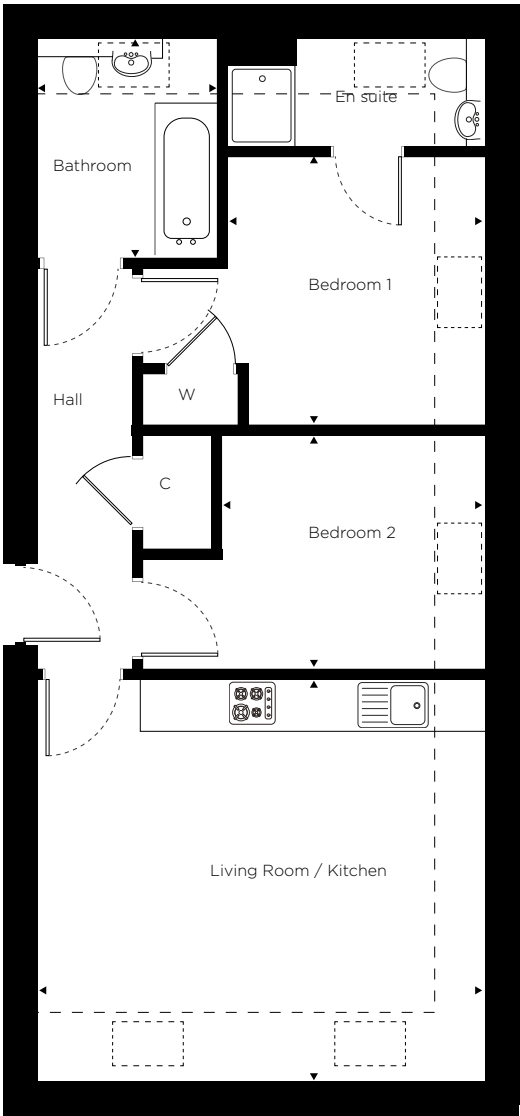 En suite
Bathroom
Bedroom 1
W
Hall
C
Bedroom 2
Living Room / Kitchen